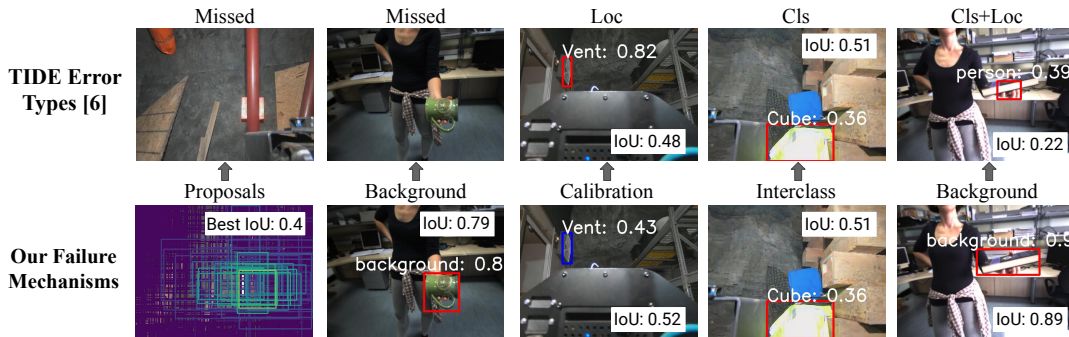 Missed
Missed
Loc
Cls
Cls+Loc
TIDE Error
Types [6]
Vent: 0.82
IoU: 0.48
IoU: 0.51
Cube: 0.36
person: 0.39
IoU: 0.22
Proposals
Background
Calibration
Interclass
Background
Our Failure
Mechanisms
Best IoU: 0.4
IoU: 0.79
background: 0.8
Vent: 0.43
IoU: 0.52
IoU: 0.51
Cube: 0.36
background: 0.9
IoU: 0.89